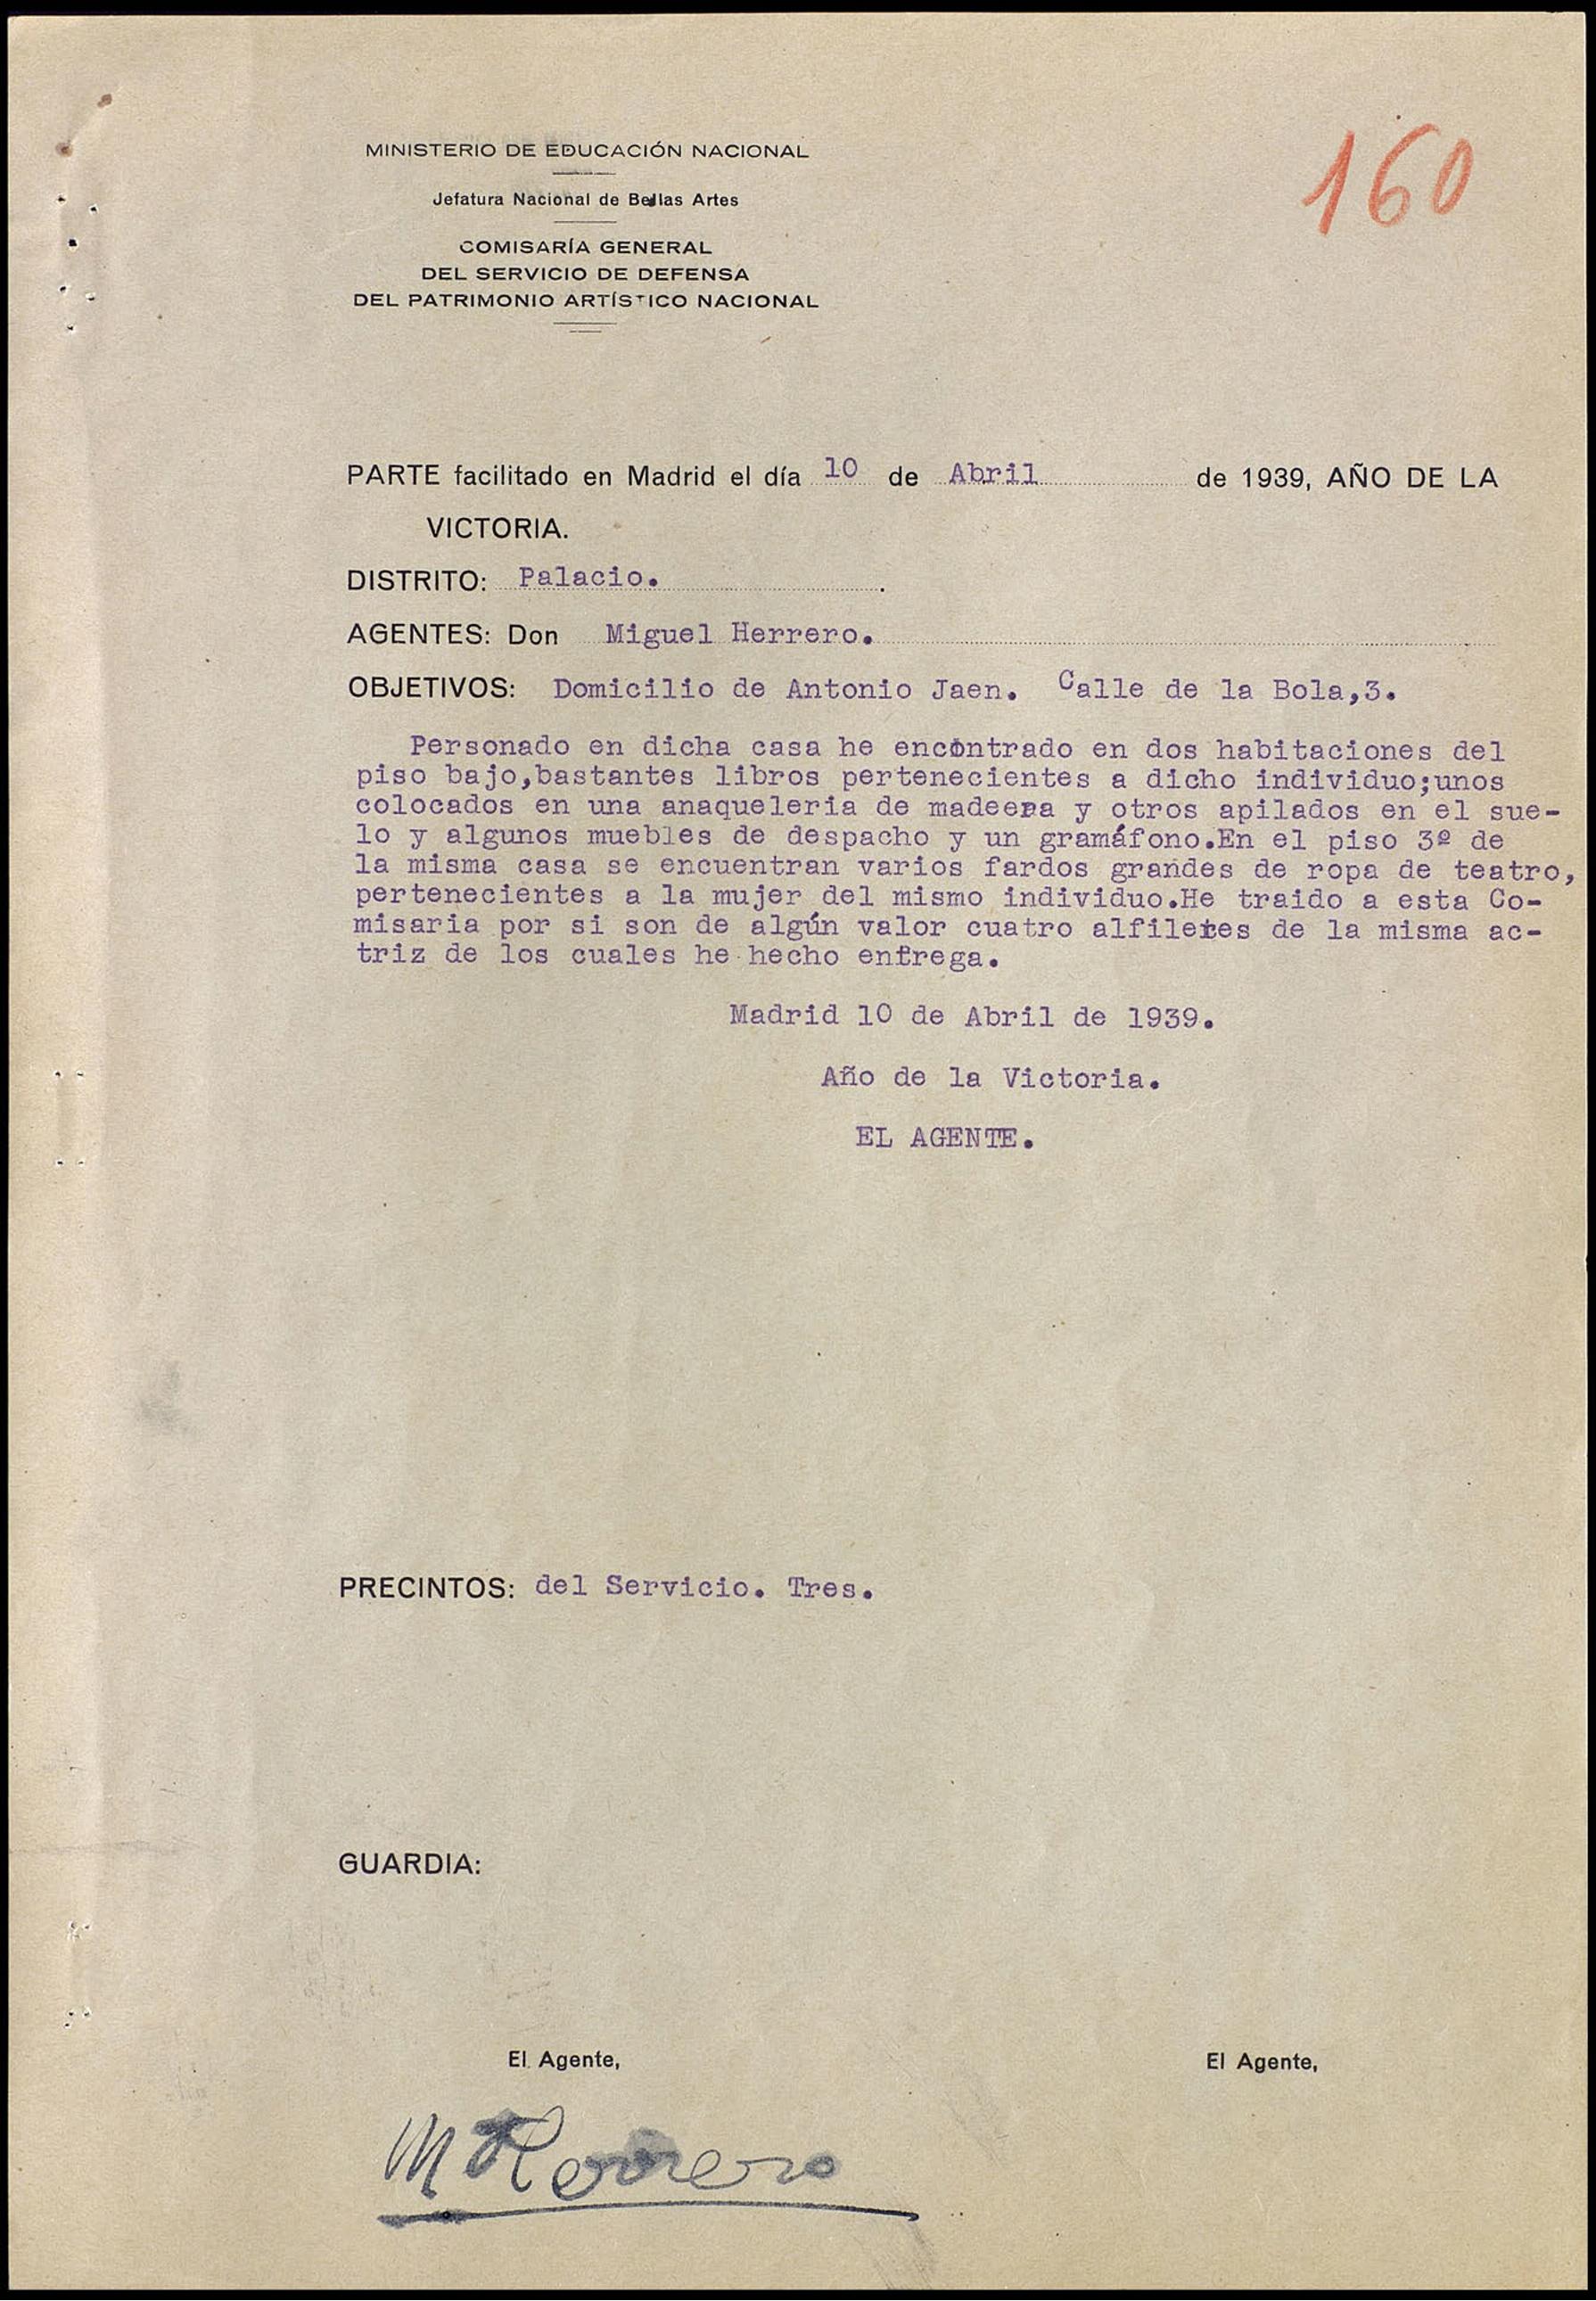 160
MINISTERIO DE EDUCACIÓN NACIONAL
Jefatura Nacional de Bellas Artes
COMISARÍA GENERAL
DEL SERVICIO DE DEFENSA
DEL PATRIMONIO ARTÍSTICO NACIONAL
PARTE facilitado en Madrid el día 10 de Abril de 1939, AÑO DE LA
VICTORIA.
DISTRITO: Palacio.
AGENTES: Don Miguel Herrero.
OBJETIVOS: Domicilio de Antonio Jaen. Calle de la Bola,3.
Personado en dicha casa he encontrado en dos habitaciones del
piso bajo,bastantes libros pertenecientes a dicho individuo;unos
colocados en una anaqueleria de madeera y otros apilados en el sue-
lo y algunos muebles de despacho y un gramáfono.En el piso 3º de
la misma casa se encuentran varios fardos grandes de ropa de teatro,
pertenecientes a la mujer del mismo individuo.He traido a esta Co-
misaria por si son de algún valor cuatro alfileres de la misma ac-
triz de los cuales he hecho entrega.
Madrid 10 de Abril de 1939.
Año de la Victoria.
EL AGENTE.
PRECINTOS: del Servicio. Tres.
GUARDIA:
El Agente, El Agente,
M Herrero